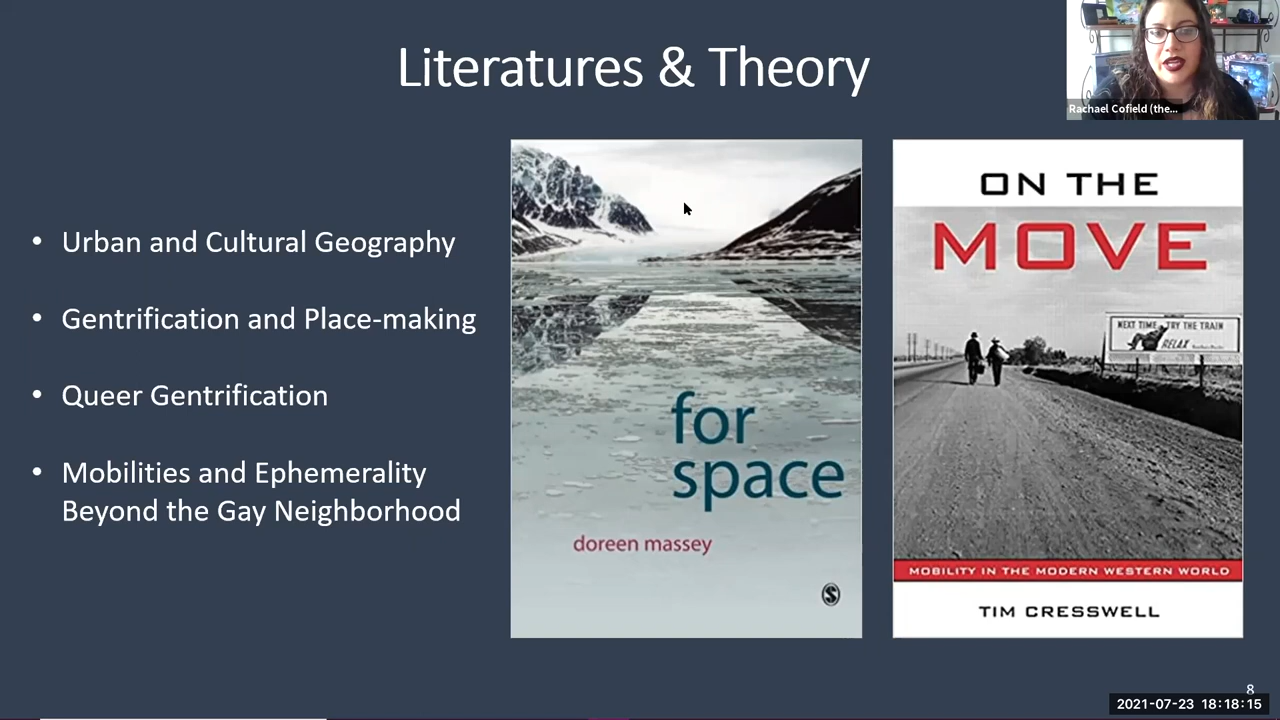 Literatures & Theory
Rachael Cofield (the...
• Urban and Cultural Geography
• Gentrification and Place-making
• Queer Gentrification
• Mobilities and Ephemerality
Beyond the Gay Neighborhood
for
space
doreen massey
S
ON THE
MOVE
NEXT TIME TRY THE TRAIN
RELAX
MOBILITY IN THE MODERN WESTERN WORLD
TIM CRESSWELL
8
2021-07-23 18:18:15